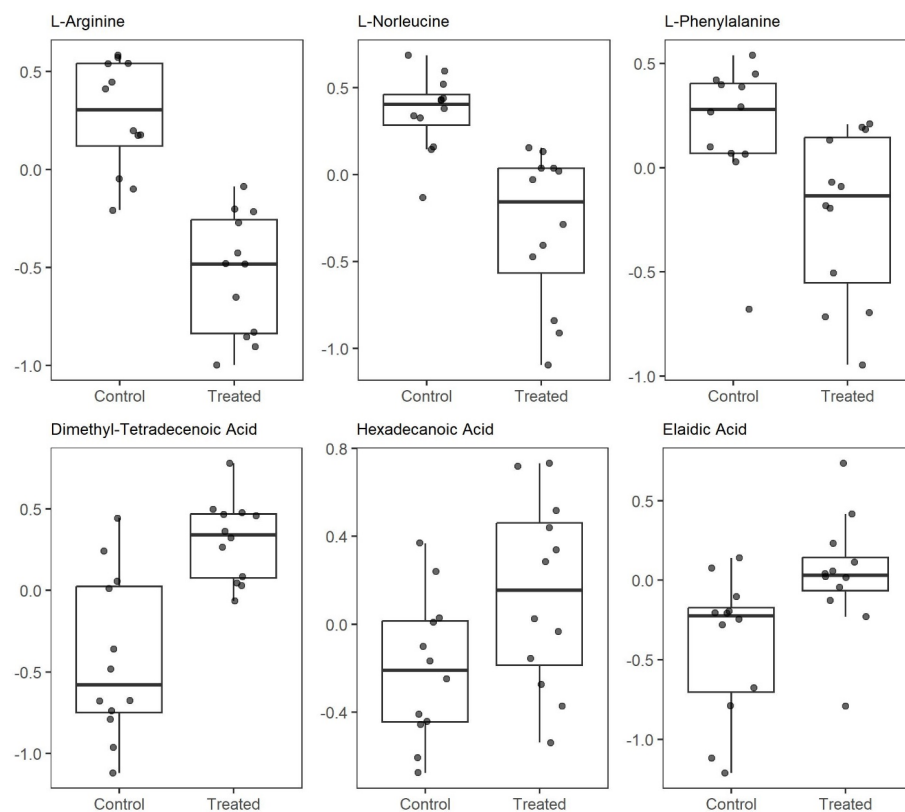 L-Arginine
L-Norleucine
L-Phenylalanine
0.5
0.0
-0.5
-1.0
0.5
0.0
-0.5
-1.0
0.5
0.0
-0.5
-1.0
Control Treated
Control Treated
Control Treated
Dimethyl-Tetradecenoic Acid
Hexadecanoic Acid
Elaidic Acid
0.5
0.0
-0.5
-1.0
0.8
0.4
0.0
-0.4
0.5
0.0
-0.5
-1.0
Control Treated
Control Treated
Control Treated